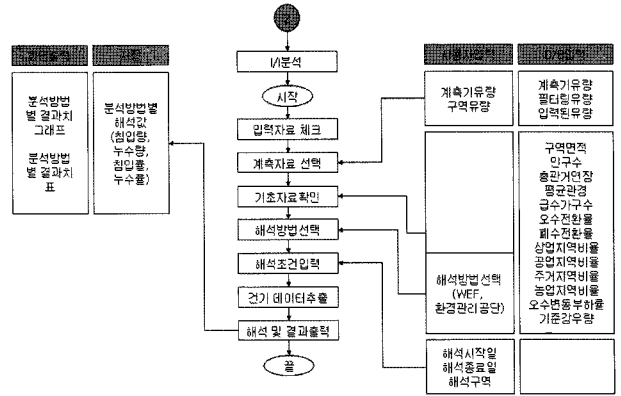 2
I/I분석
시작
입력자료 체크
계측자료 선택
기초자료확인
해석방법선택
해석조건입력
건기 데이터추출
해석 및 결과출력
끝
분석방법
별 결과치
그래프
분석방법
별 결과치
표
분석방법별
해석값
(침입량,
누수량,
침입률,
누수률)
사용자입력
계측기유량
구역유량
해석방법선택
(WEF,
환경관리공단)
해석시작일
해석종료일
해석구역
계측기유량
필터링유량
입력된유량
구역면적
인구수
총관거연장
평균관경
급수가구수
오수전환율
폐수전환율
상업지역비율
공업지역비율
주거지역비율
농업지역비율
오수변동부하율
기준강우량